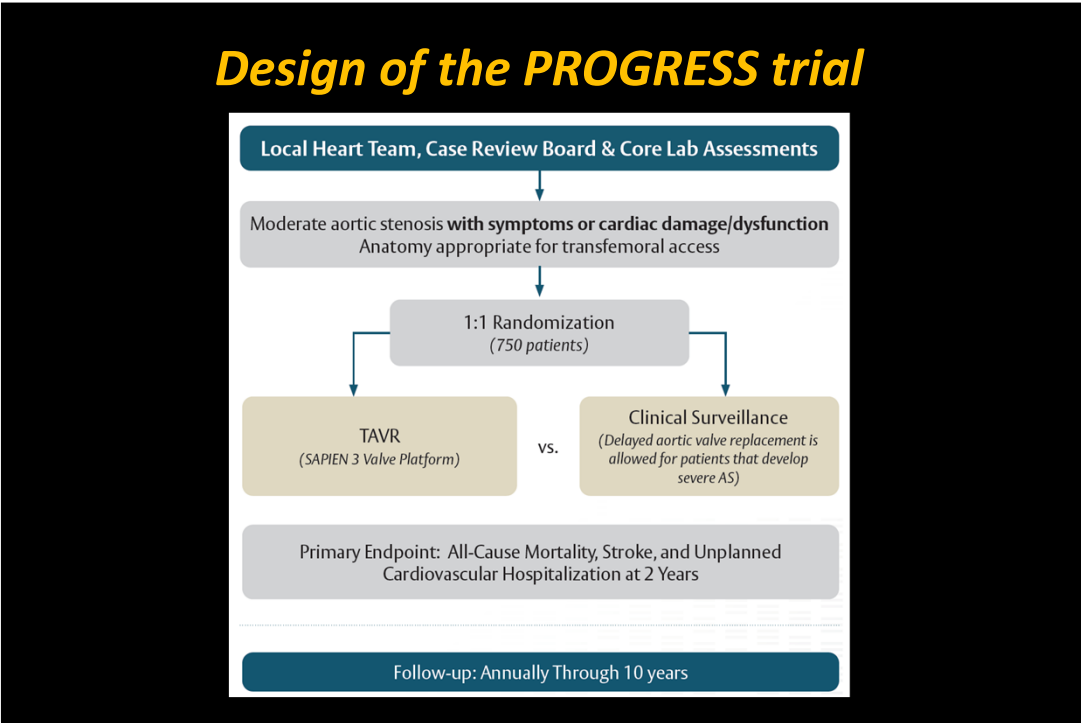 Design of the PROGRESS trial
Local Heart Team, Case Review Board & Core Lab Assessments
Moderate aortic stenosis with symptoms or cardiac damage/dysfunction
Anatomy appropriate for transfemoral access
1:1 Randomization
(750 patients)
TAVR
(SAPIEN 3 Valve Platform)
vs.
Clinical Surveillance
(Delayed aortic valve replacement is
allowed for patients that develop
severe AS)
Primary Endpoint: All-Cause Mortality, Stroke, and Unplanned
Cardiovascular Hospitalization at 2 Years
Follow-up: Annually Through 10 years